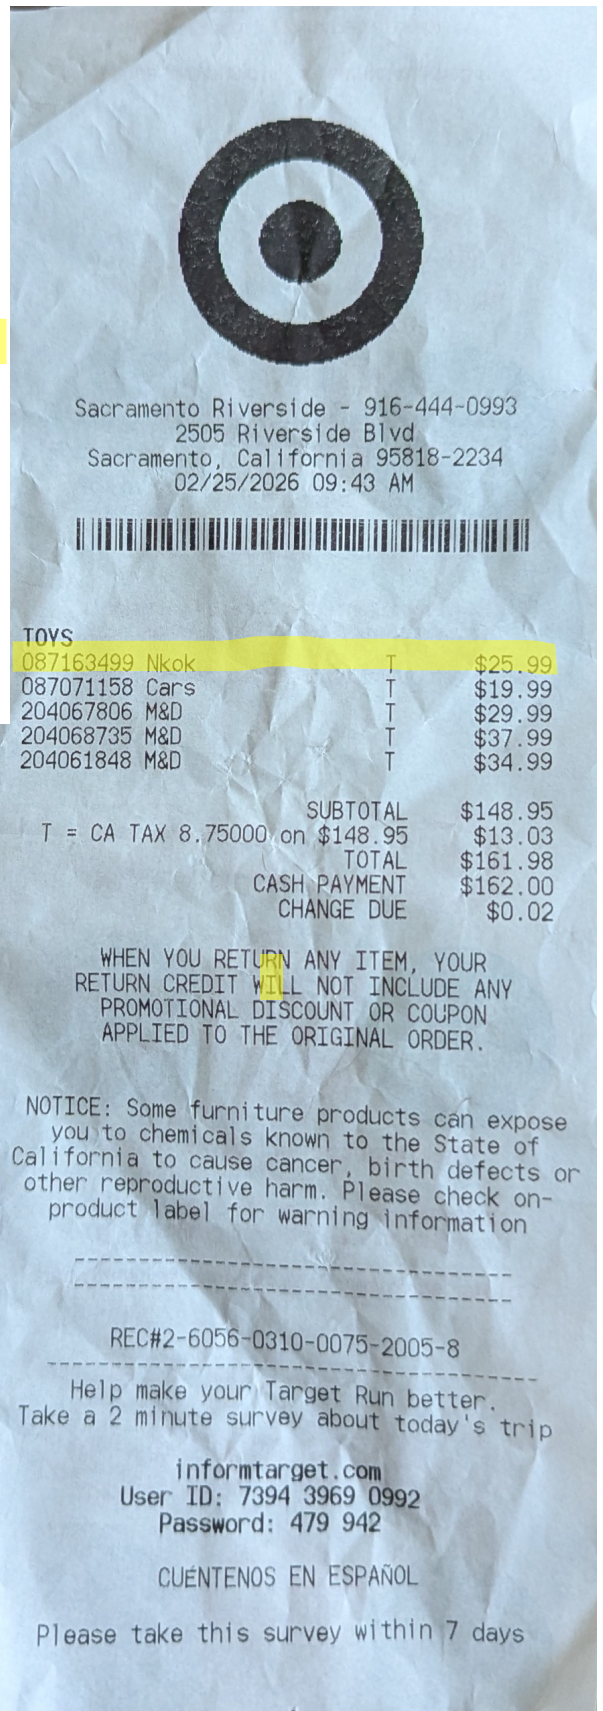 Sacramento Riverside - 916-444-0993
2505 Riverside Blvd
Sacramento, California 95818-2234
02/25/2026 09:43 AM
TOYS
087163499 Nkok T $25.99
087071158 Cars T $19.99
204067806 M&D T $29.99
204068735 M&D T $37.99
204061848 M&D T $34.99
SUBTOTAL $148.95
T = CA TAX 8.75000 on $148.95 $13.03
TOTAL $161.98
CASH PAYMENT $162.00
CHANGE DUE $0.02
WHEN YOU RETURN ANY ITEM, YOUR
RETURN CREDIT WILL NOT INCLUDE ANY
PROMOTIONAL DISCOUNT OR COUPON
APPLIED TO THE ORIGINAL ORDER.
NOTICE: Some furniture products can expose
you to chemicals known to the State of
California to cause cancer, birth defects or
other reproductive harm. Please check on-
product label for warning information
REC#2-6056-0310-0075-2005-8
Help make your Target Run better.
Take a 2 minute survey about today's trip
informtarget.com
User ID: 7394 3969 0992
Password: 479 942
CUÉNTENOS EN ESPAÑOL
Please take this survey within 7 days